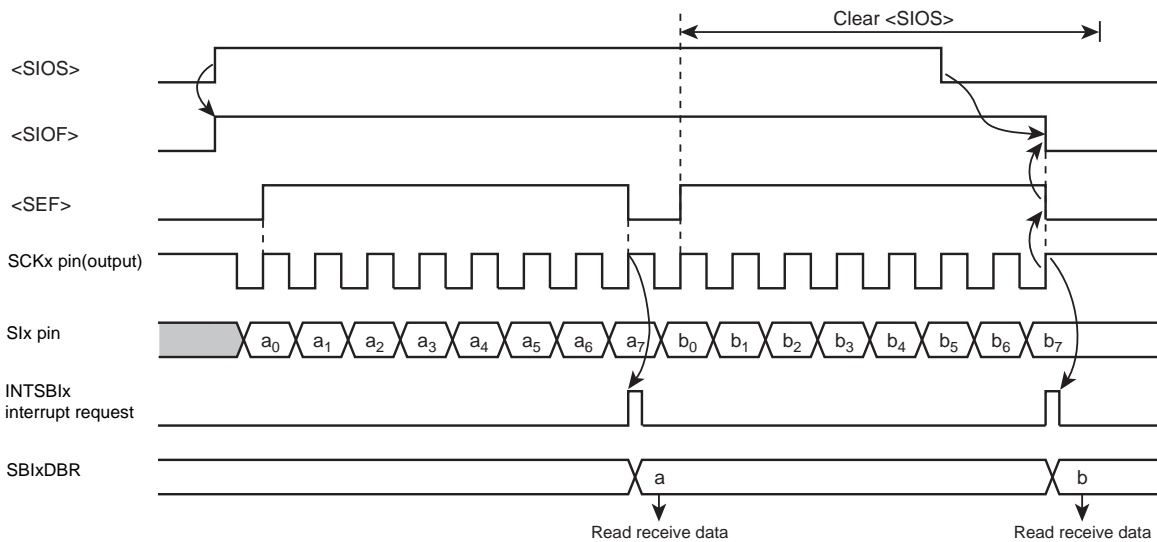 Clear <SIOS>
<SIOS>
<SIOF>
<SEF>
SCKx pin(output)
SIx pin
a0 a1 a2 a3 a4 a5 a6 a7 b0 b1 b2 b3 b4 b5 b6 b7
INTSBIx
interrupt request
SBIxDBR
a b
Read receive data Read receive data